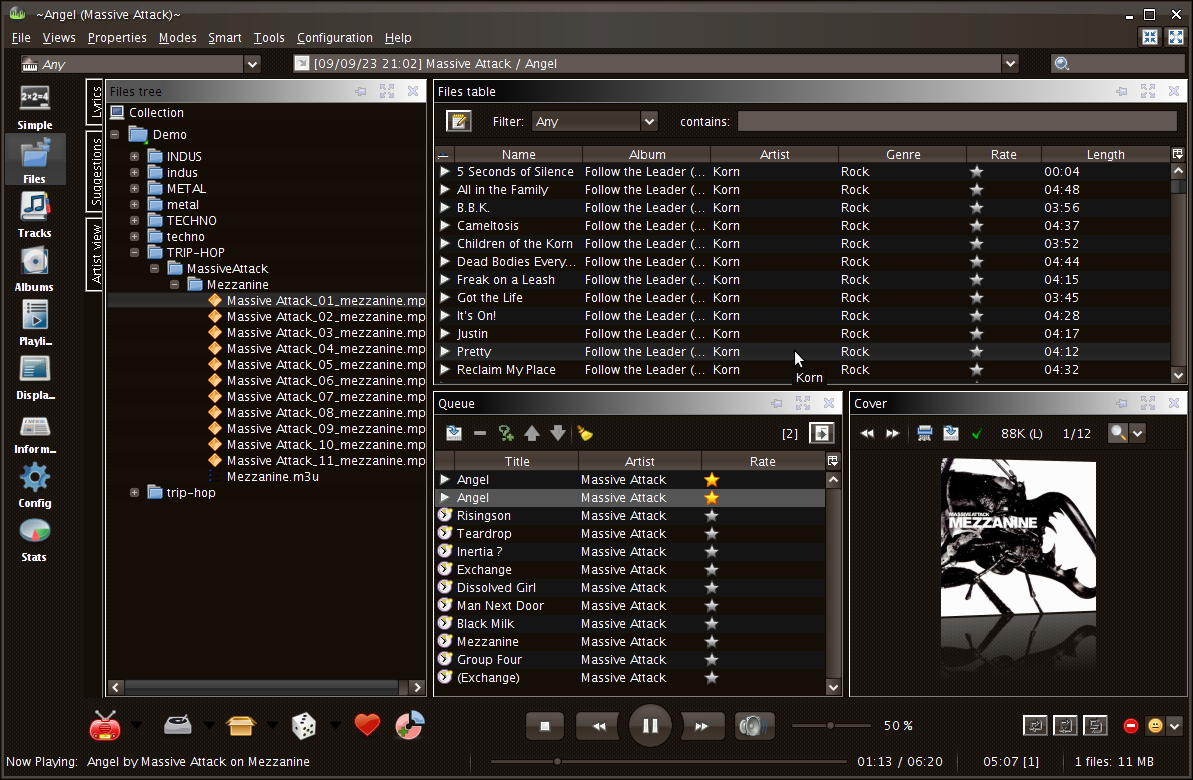 ~Angel (Massive Attack)~
File Views Properties Modes Smart Tools Configuration Help
Any
[09/09/23 21:02] Massive Attack / Angel
2×2=4
Simple
Files
Tracks
Albums
Playli...
Displa...
Inform...
Config
Stats
Lyrics
Suggestions
Artist view
Files tree
Collection
Demo
INDUS
indus
METAL
metal
TECHNO
techno
TRIP-HOP
MassiveAttack
Mezzanine
Massive Attack_01_mezzanine.mp
Massive Attack_02_mezzanine.mp
Massive Attack_03_mezzanine.mp
Massive Attack_04_mezzanine.mp
Massive Attack_05_mezzanine.mp
Massive Attack_06_mezzanine.mp
Massive Attack_07_mezzanine.mp
Massive Attack_08_mezzanine.mp
Massive Attack_09_mezzanine.mp
Massive Attack_10_mezzanine.mp
Massive Attack_11_mezzanine.mp
Mezzanine.m3u
trip-hop
Files table
Filter: Any contains:
Name Album Artist Genre Rate Length
5 Seconds of Silence Follow the Leader (... Korn Rock 00:04
All in the Family Follow the Leader (... Korn Rock 04:48
B.B.K. Follow the Leader (... Korn Rock 03:56
Cameltosis Follow the Leader (... Korn Rock 04:37
Children of the Korn Follow the Leader (... Korn Rock 03:52
Dead Bodies Every... Follow the Leader (... Korn Rock 04:44
Freak on a Leash Follow the Leader (... Korn Rock 04:15
Got the Life Follow the Leader (... Korn Rock 03:45
It's On! Follow the Leader (... Korn Rock 04:28
Justin Follow the Leader (... Korn Rock 04:17
Pretty Follow the Leader (... Korn Rock 04:12
Reclaim My Place Follow the Leader (... Korn Rock 04:32
Korn
Queue
[2]
Title Artist Rate
Angel Massive Attack
Angel Massive Attack
Risingson Massive Attack
Teardrop Massive Attack
Inertia ? Massive Attack
Exchange Massive Attack
Dissolved Girl Massive Attack
Man Next Door Massive Attack
Black Milk Massive Attack
Mezzanine Massive Attack
Group Four Massive Attack
(Exchange) Massive Attack
Cover
88K (L) 1/12
MASSIVE ATTACK
MEZZANINE
50 %
Now Playing: Angel by Massive Attack on Mezzanine
01:13 / 06:20 05:07 [1] 1 files: 11 MB